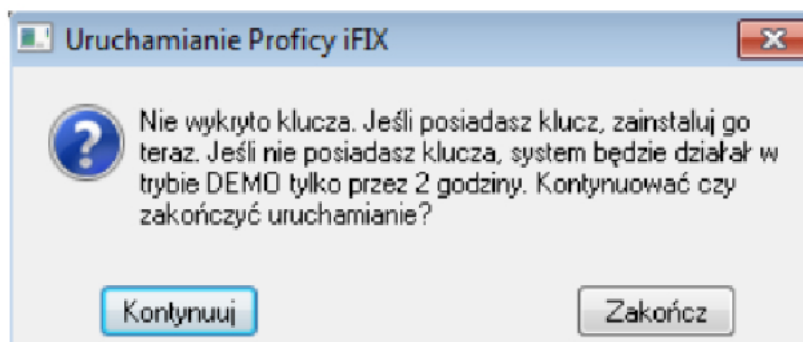 Uruchamianie Proficy iFIX
Nie wykryto klucza. Jeśli posiadasz klucz, zainstaluj go
teraz. Jeśli nie posiadasz klucza, system będzie działał w
trybie DEMO tylko przez 2 godziny. Kontynuować czy
zakończyć uruchamianie?
Kontynuuj
Zakończ